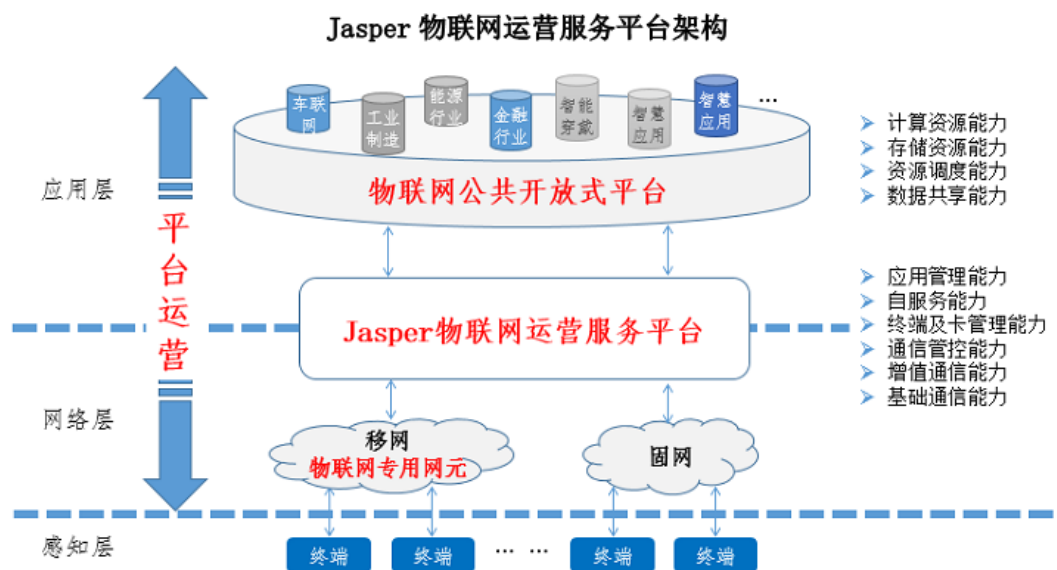 Jasper 物联网运营服务平台架构
车联
网
工业
制造
能源
行业
金融
行业
智能
穿戴
智慧
应用
智慧
应用
...
物联网公共开放式平台
计算资源能力
存储资源能力
资源调度能力
数据共享能力
应用层
平台运营
Jasper物联网运营服务平台
应用管理能力
自服务能力
终端及卡管理能力
通信管控能力
增值通信能力
基础通信能力
网络层
移网
物联网专用网元
固网
感知层
终端
终端
... ...
终端
终端